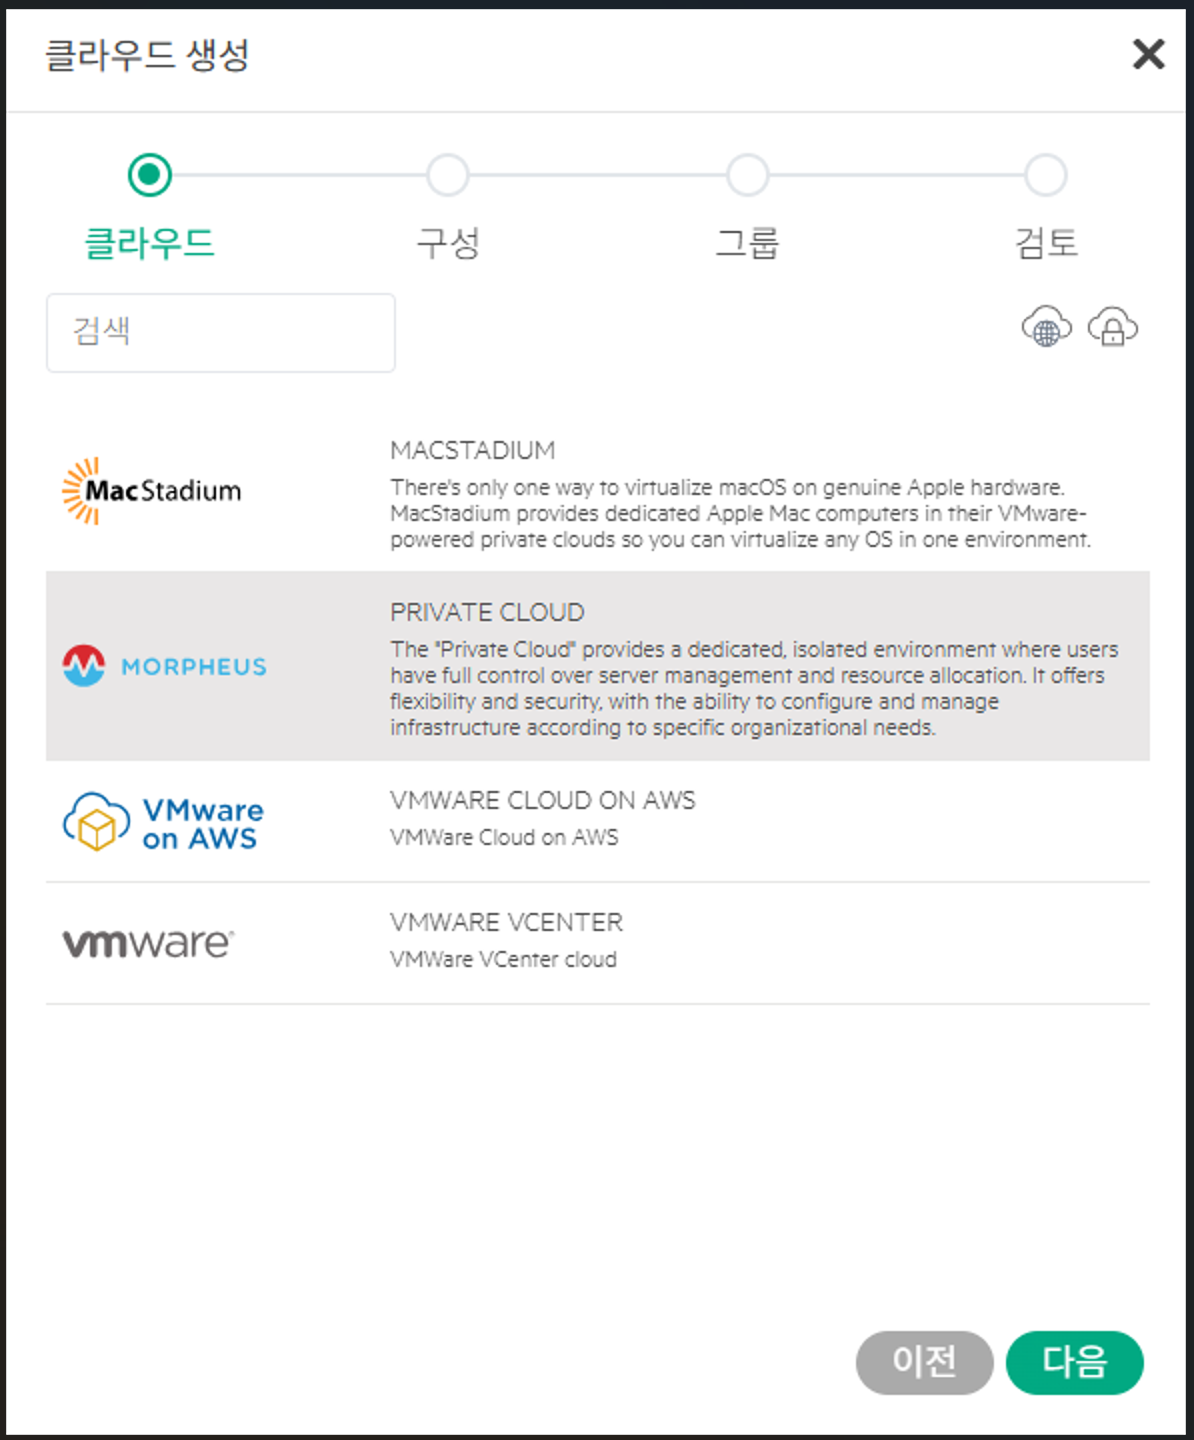 클라우드 생성
클라우드
구성
그룹
검토
검색
MacStadium
MACSTADIUM
There's only one way to virtualize macOS on genuine Apple hardware.
MacStadium provides dedicated Apple Mac computers in their VMware-
powered private clouds so you can virtualize any OS in one environment.
MORPHEUS
PRIVATE CLOUD
The "Private Cloud" provides a dedicated, isolated environment where users
have full control over server management and resource allocation. It offers
flexibility and security, with the ability to configure and manage
infrastructure according to specific organizational needs.
VMware
on AWS
VMWARE CLOUD ON AWS
VMWare Cloud on AWS
vmware®
VMWARE VCENTER
VMWare VCenter cloud
이전
다음